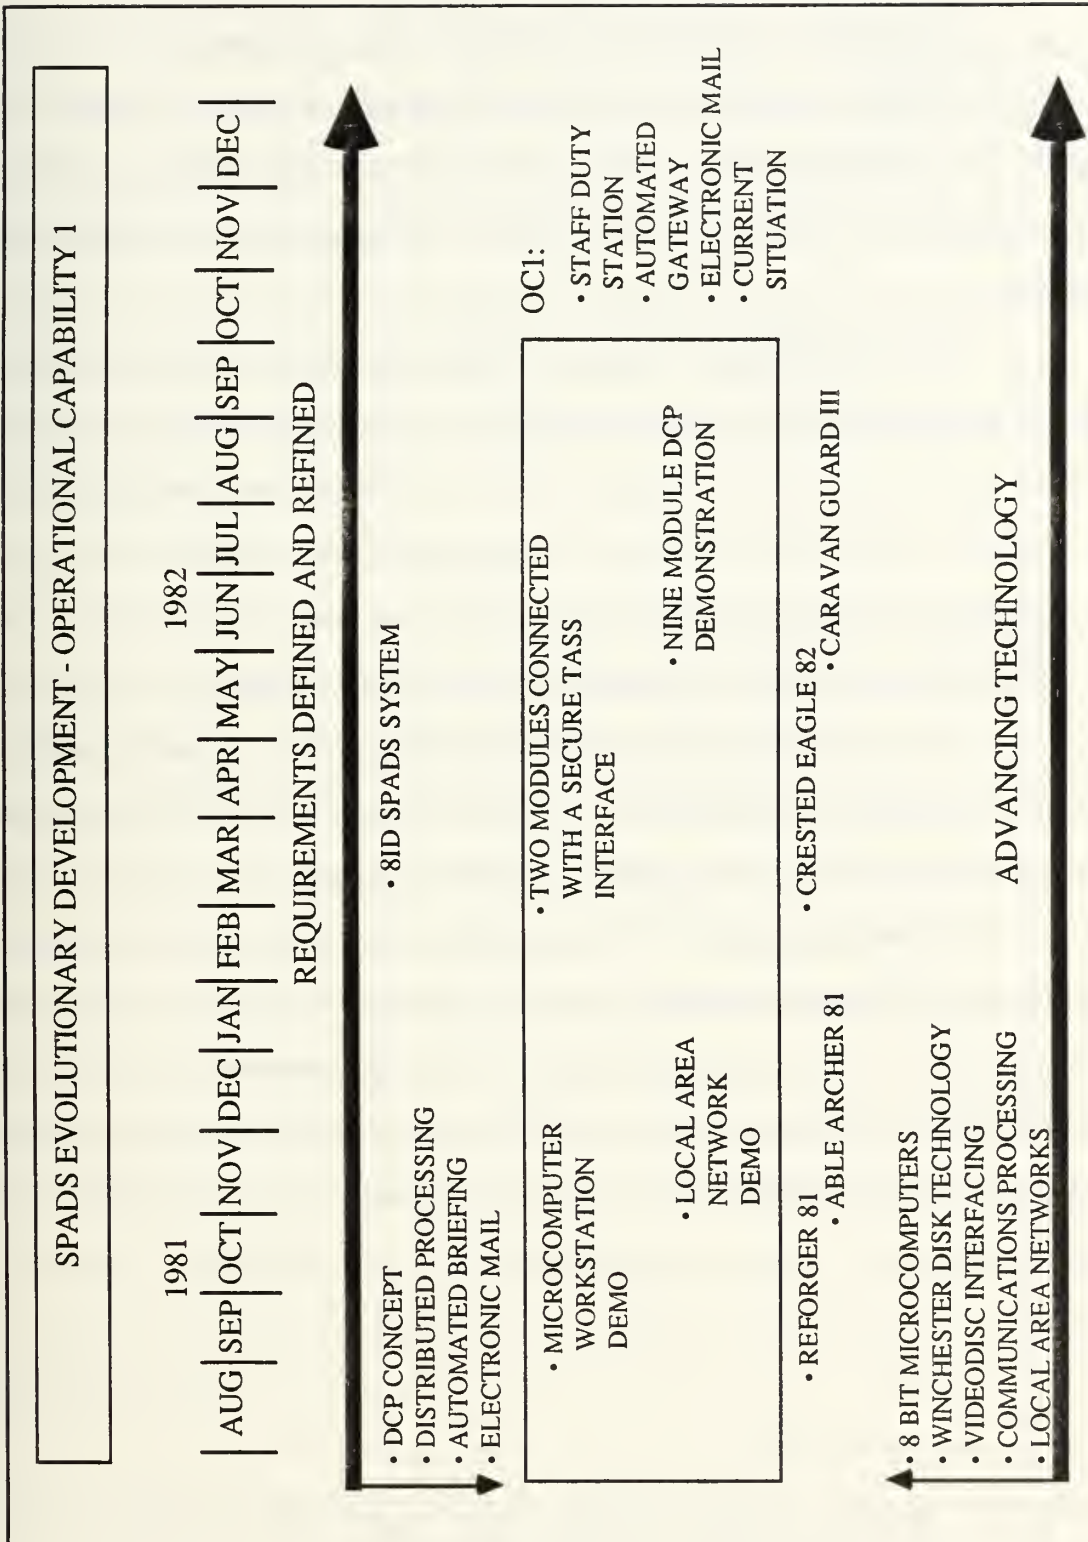 SPADS EVOLUTIONARY DEVELOPMENT - OPERATIONAL CAPABILITY 1
1981
1982
AUG SEP OCT NOV DEC JAN FEB MAR APR MAY JUN JUL AUG SEP OCT NOV DEC
REQUIREMENTS DEFINED AND REFINED
• DCP CONCEPT
• DISTRIBUTED PROCESSING
• AUTOMATED BRIEFING
• ELECTRONIC MAIL
• 8ID SPADS SYSTEM
• MICROCOMPUTER
WORKSTATION
DEMO
• LOCAL AREA
NETWORK
DEMO
• TWO MODULES CONNECTED
WITH A SECURE TASS
INTERFACE
• NINE MODULE DCP
DEMONSTRATION
OC1:
• STAFF DUTY
STATION
• AUTOMATED
GATEWAY
• ELECTRONIC MAIL
• CURRENT
SITUATION
• REFORGER 81
• ABLE ARCHER 81
• CRESTED EAGLE 82
• CARAVAN GUARD III
• 8 BIT MICROCOMPUTERS
• WINCHESTER DISK TECHNOLOGY
• VIDEODISC INTERFACING
• COMMUNICATIONS PROCESSING
• LOCAL AREA NETWORKS
ADVANCING TECHNOLOGY